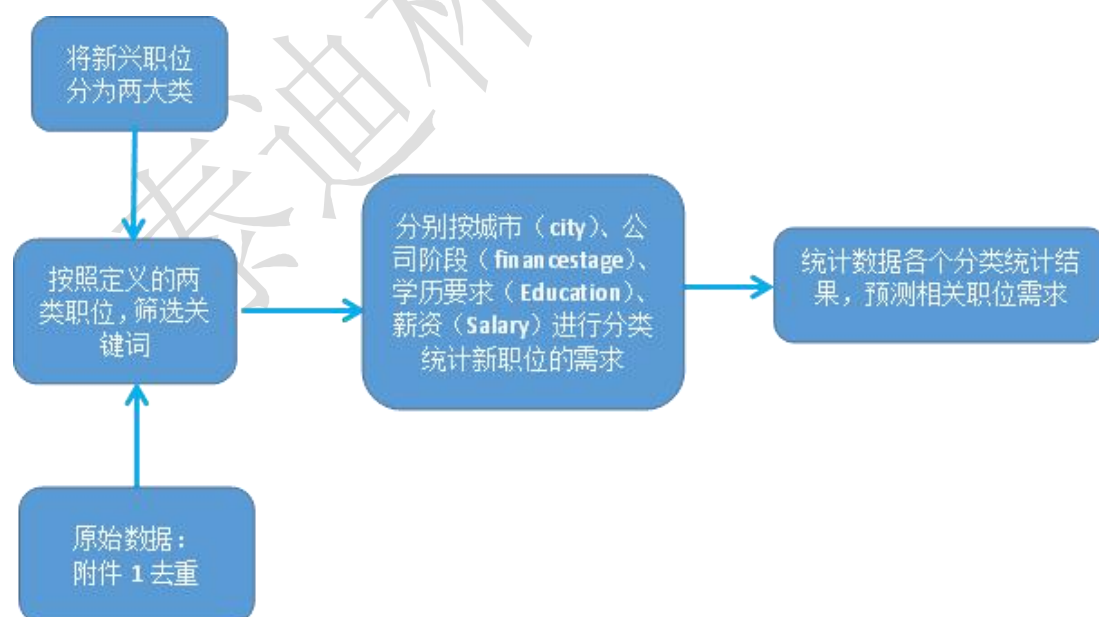 将新兴职位
分为两大类
按照定义的两
类职位，筛选关
键词
原始数据：
附件 1 去重
分别按城市（city）、公
司阶段（financestage）、
学历要求（Education）、
薪资（Salary）进行分类
统计新职位的需求
统计数据各个分类统计结
果，预测相关职位需求
泰迪杯